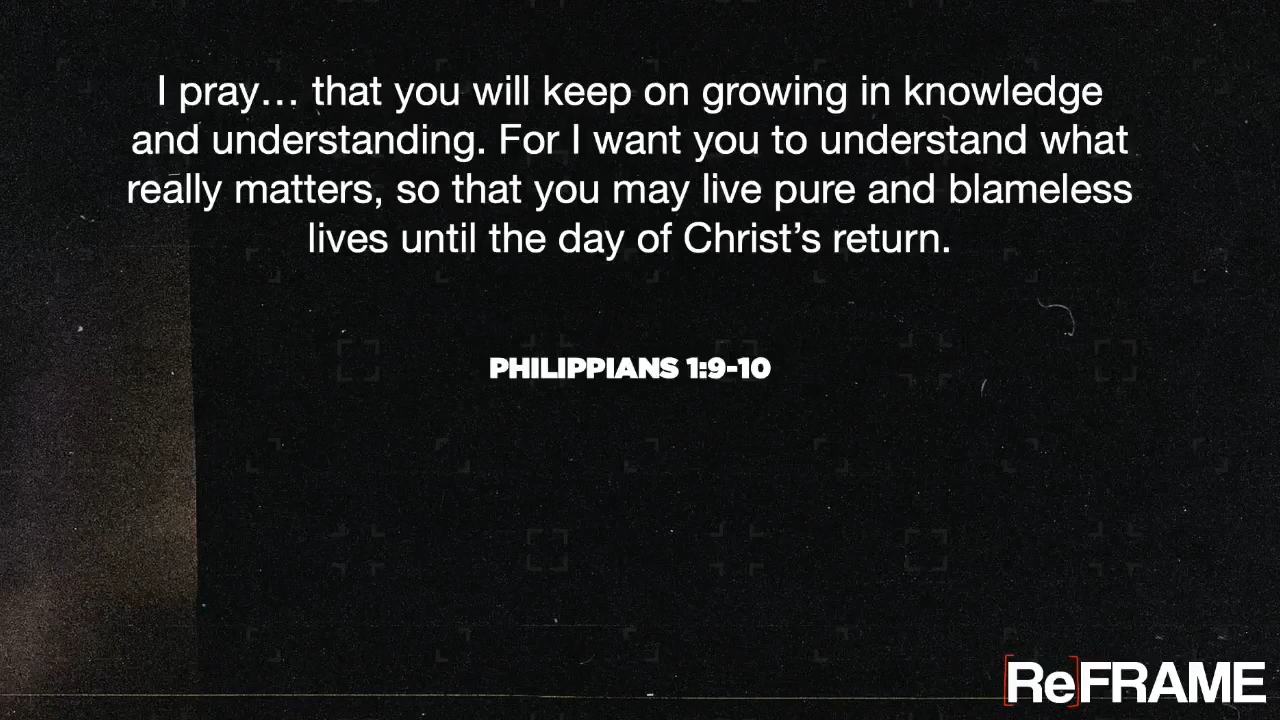 I pray… that you will keep on growing in knowledge
and understanding. For I want you to understand what
really matters, so that you may live pure and blameless
lives until the day of Christ’s return.
PHILIPPIANS 1:9-10
[Re]FRAME